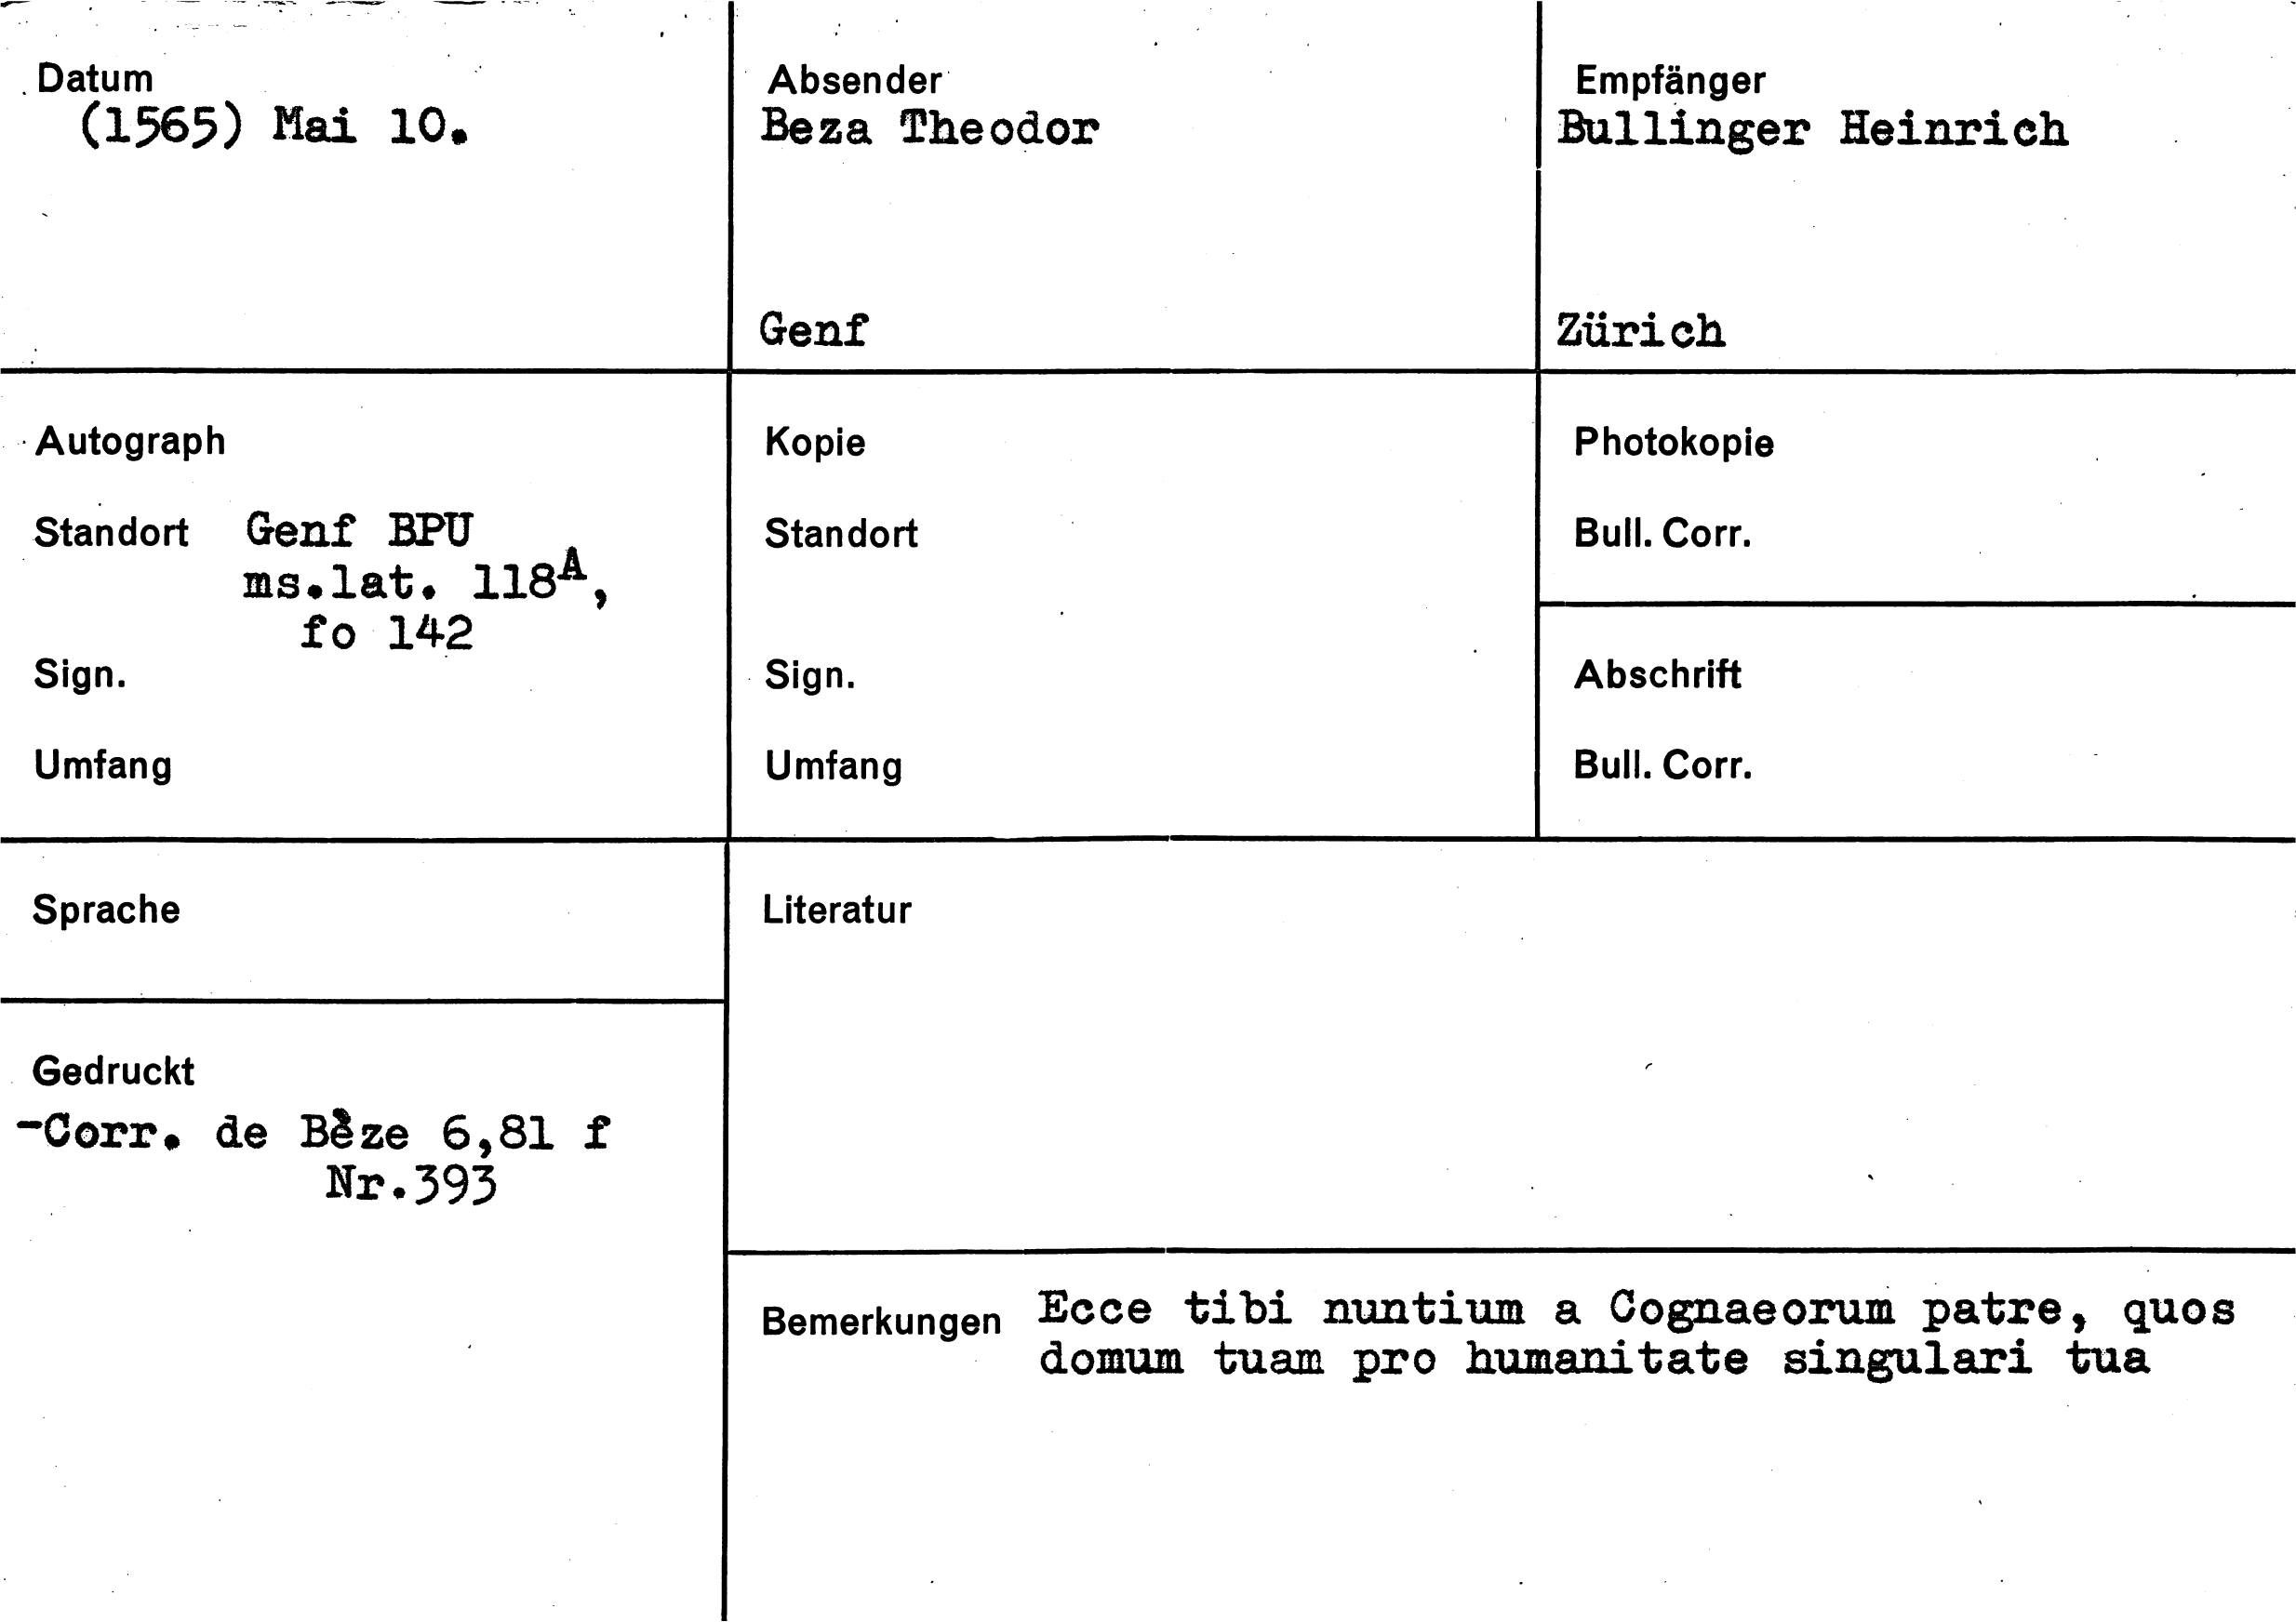 Datum
(1565) Mai 10.
Absender
Beza Theodor
Genf
Empfänger
Bullinger Heinrich
Zürich
Autograph
Standort Genf BPU
ms.lat. 118A,
fo 142
Sign.
Umfang
Kopie
Standort
Sign.
Umfang
Photokopie
Bull. Corr.
Abschrift
Bull. Corr.
Sprache
Gedruckt
-Corr. de Bèze 6,81 f
Nr.393
Literatur
Bemerkungen Ecce tibi nuntium a Cognaeorum patre, quos
domum tuam pro humanitate singulari tua